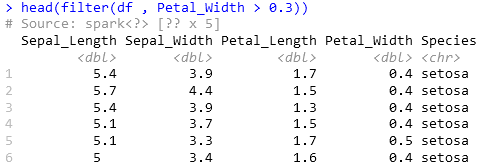 > head(filter(df , Petal_Width > 0.3))
# Source: spark<?> [?? x 5]
Sepal_Length Sepal_Width Petal_Length Petal_Width Species
<dbl> <dbl> <dbl> <dbl> <chr>
1 5.4 3.9 1.7 0.4 setosa
2 5.7 4.4 1.5 0.4 setosa
3 5.4 3.9 1.3 0.4 setosa
4 5.1 3.7 1.5 0.4 setosa
5 5.1 3.3 1.7 0.5 setosa
6 5 3.4 1.6 0.4 setosa